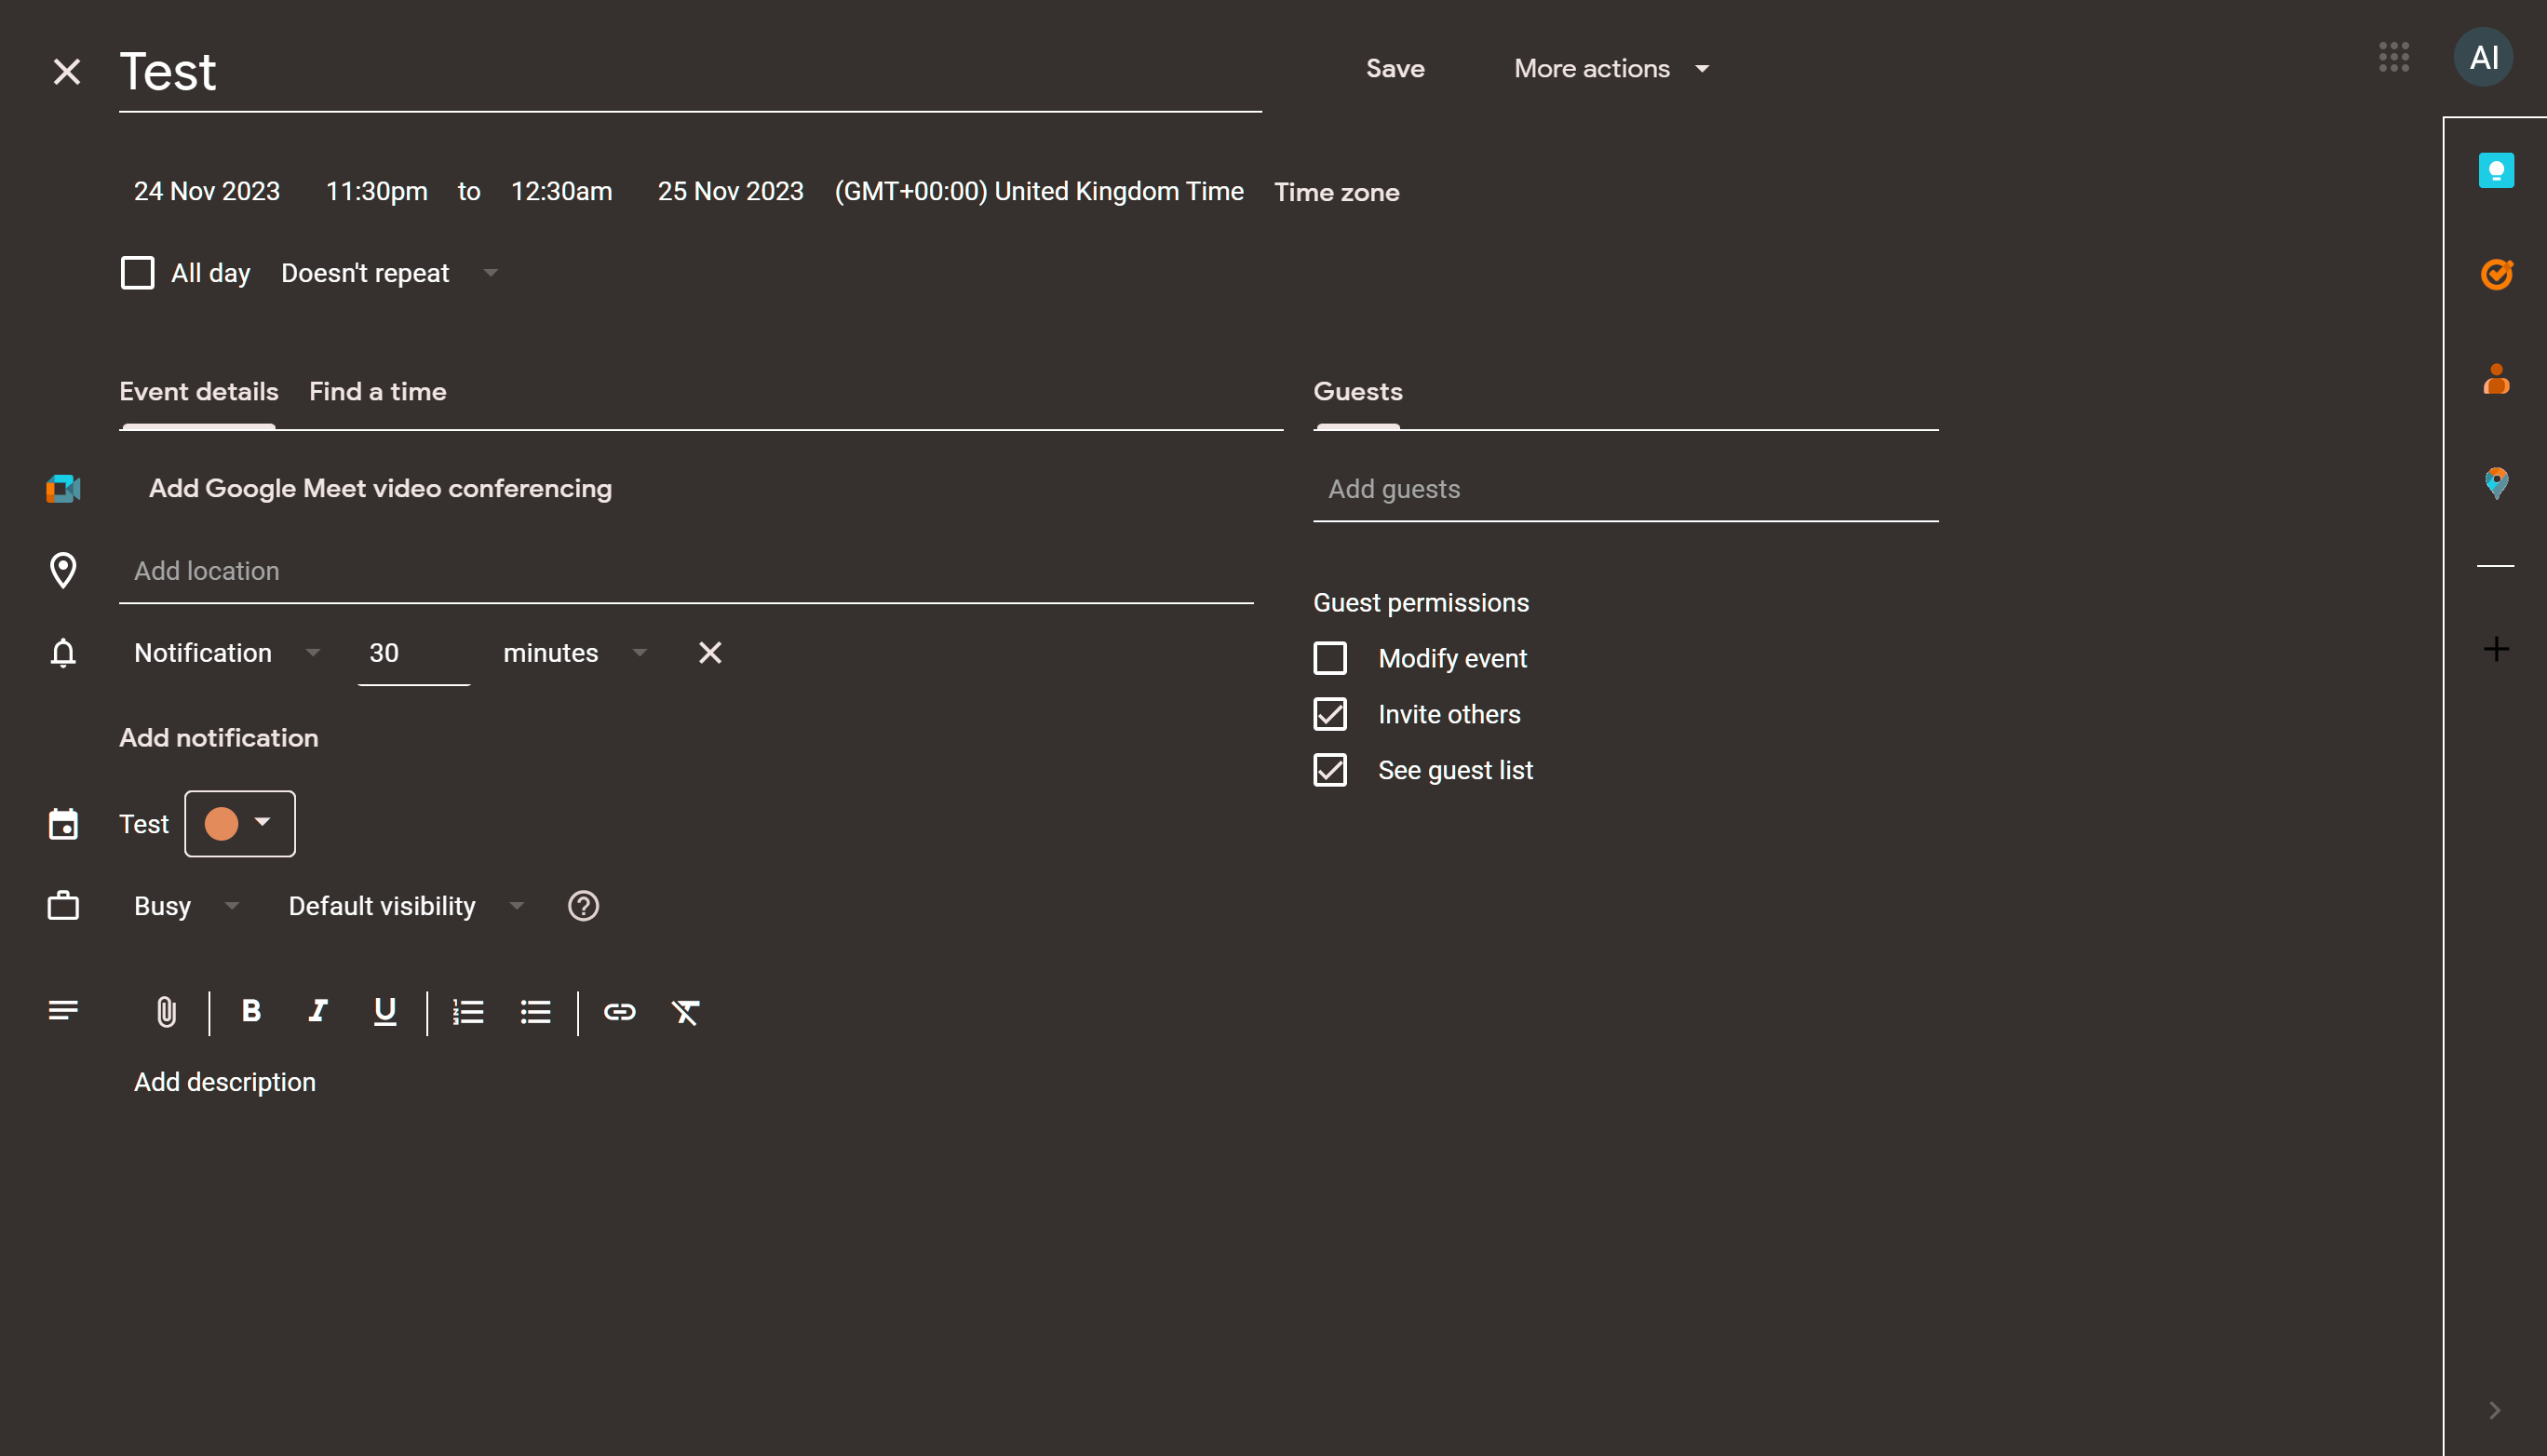 Test
Save
More actions
AI
24 Nov 2023 11:30pm to 12:30am 25 Nov 2023 (GMT+00:00) United Kingdom Time Time zone
All day Doesn't repeat
Event details Find a time
Guests
Add Google Meet video conferencing
Add guests
Add location
Guest permissions
Notification 30 minutes
Modify event
Invite others
Add notification
See guest list
Test
Busy Default visibility
B I U
Add description